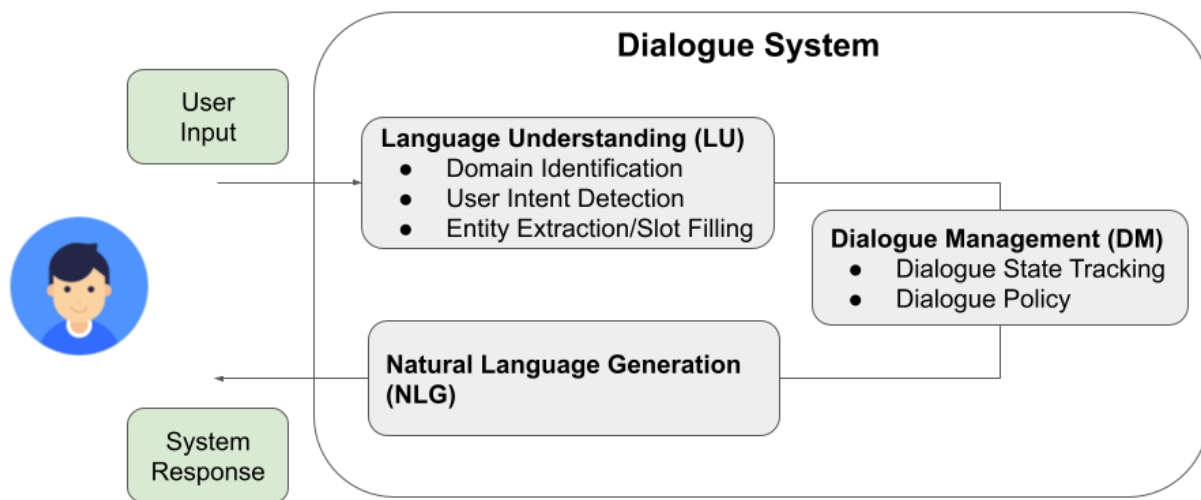 Dialogue System
User
Input
Language Understanding (LU)
● Domain Identification
● User Intent Detection
● Entity Extraction/Slot Filling
Dialogue Management (DM)
● Dialogue State Tracking
● Dialogue Policy
Natural Language Generation
(NLG)
System
Response